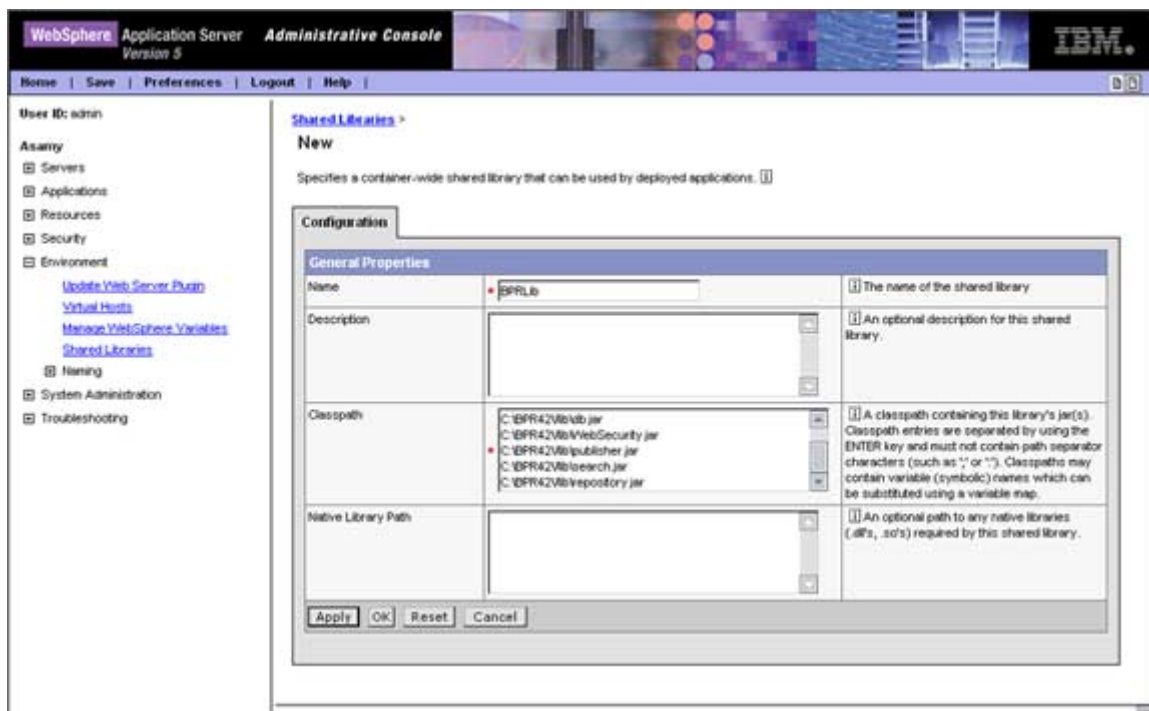 WebSphere Application Server Administrative Console
Version 5
IBM.
Home | Save | Preferences | Logout | Help |
User ID: admin
Asamy
Servers
Applications
Resources
Security
Environment
Update Web Server Plugin
Virtual Hosts
Manage WebSphere Variables
Shared Libraries
Naming
System Administration
Troubleshooting
Shared Libraries >
New
Specifies a container-wide shared library that can be used by deployed applications. i
Configuration
General Properties
Name
* BPRLib
i The name of the shared library
Description
i An optional description for this shared
library.
Classpath
C:\BPR42\lib\db.jar
C:\BPR42\lib\WebSecurity.jar
* C:\BPR42\lib\publisher.jar
C:\BPR42\lib\search.jar
C:\BPR42\lib\repository.jar
i A classpath containing this library's jar(s).
Classpath entries are separated by using the
ENTER key and must not contain path separator
characters (such as ';' or ':'). Classpaths may
contain variable (symbolic) names which can
be substituted using a variable map.
Native Library Path
i An optional path to any native libraries
(.dll's, .so's) required by this shared library.
Apply OK Reset Cancel